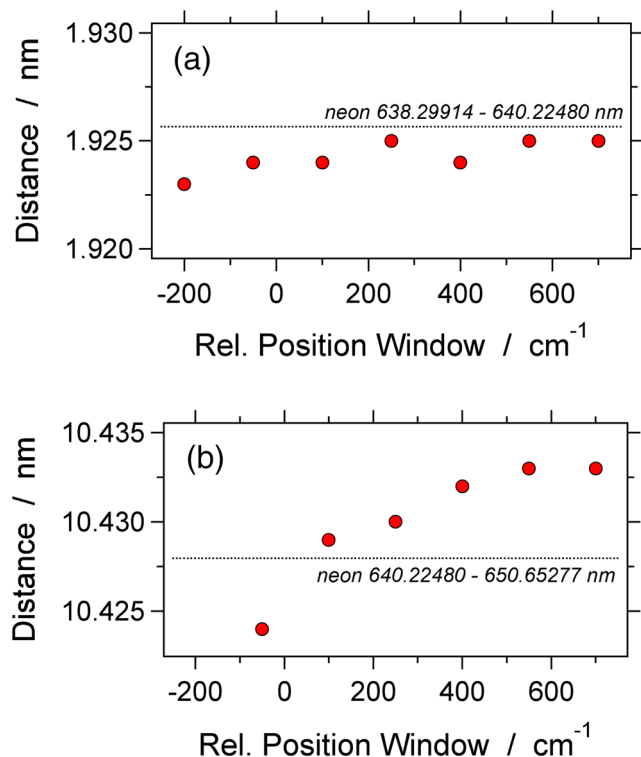 1.930
(a)
neon 638.29914 - 640.22480 nm
1.925
1.920
Distance / nm
-200 0 200 400 600
Rel. Position Window / cm-1
10.435
(b)
10.430
neon 640.22480 - 650.65277 nm
10.425
Distance / nm
-200 0 200 400 600
Rel. Position Window / cm-1